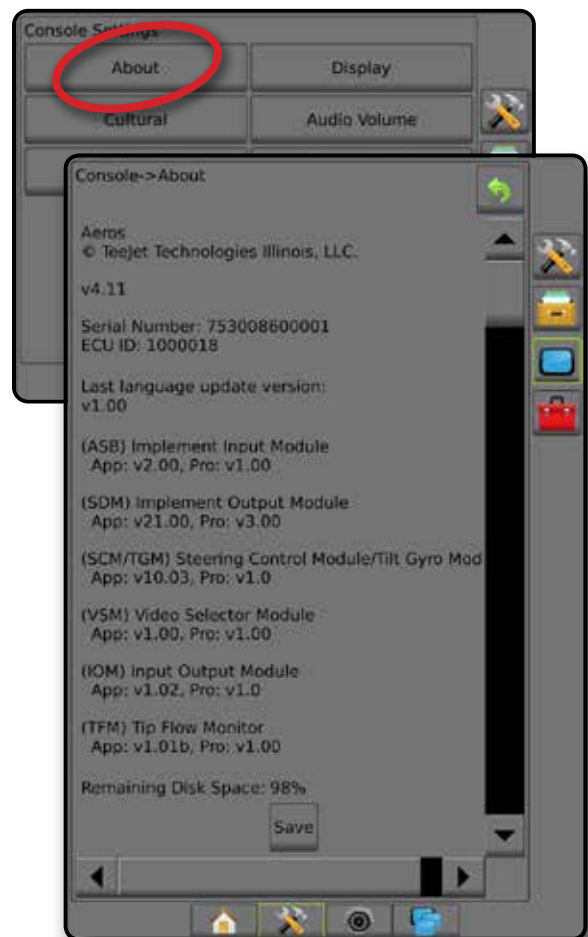 Console Settings
About
Display
Cultural
Audio Volume
Console->About
Aeros
© TeeJet Technologies Illinois, LLC.
v4.11
Serial Number: 753008600001
ECU ID: 1000018
Last language update version:
v1.00
(ASB) Implement Input Module
App: v2.00, Pro: v1.00
(SDM) Implement Output Module
App: v21.00, Pro: v3.00
(SCM/TGM) Steering Control Module/Tilt Gyro Mod
App: v10.03, Pro: v1.0
(VSM) Video Selector Module
App: v1.00, Pro: v1.00
(IOM) Input Output Module
App: v1.02, Pro: v1.0
(TFM) Tip Flow Monitor
App: v1.01b, Pro: v1.00
Remaining Disk Space: 98%
Save